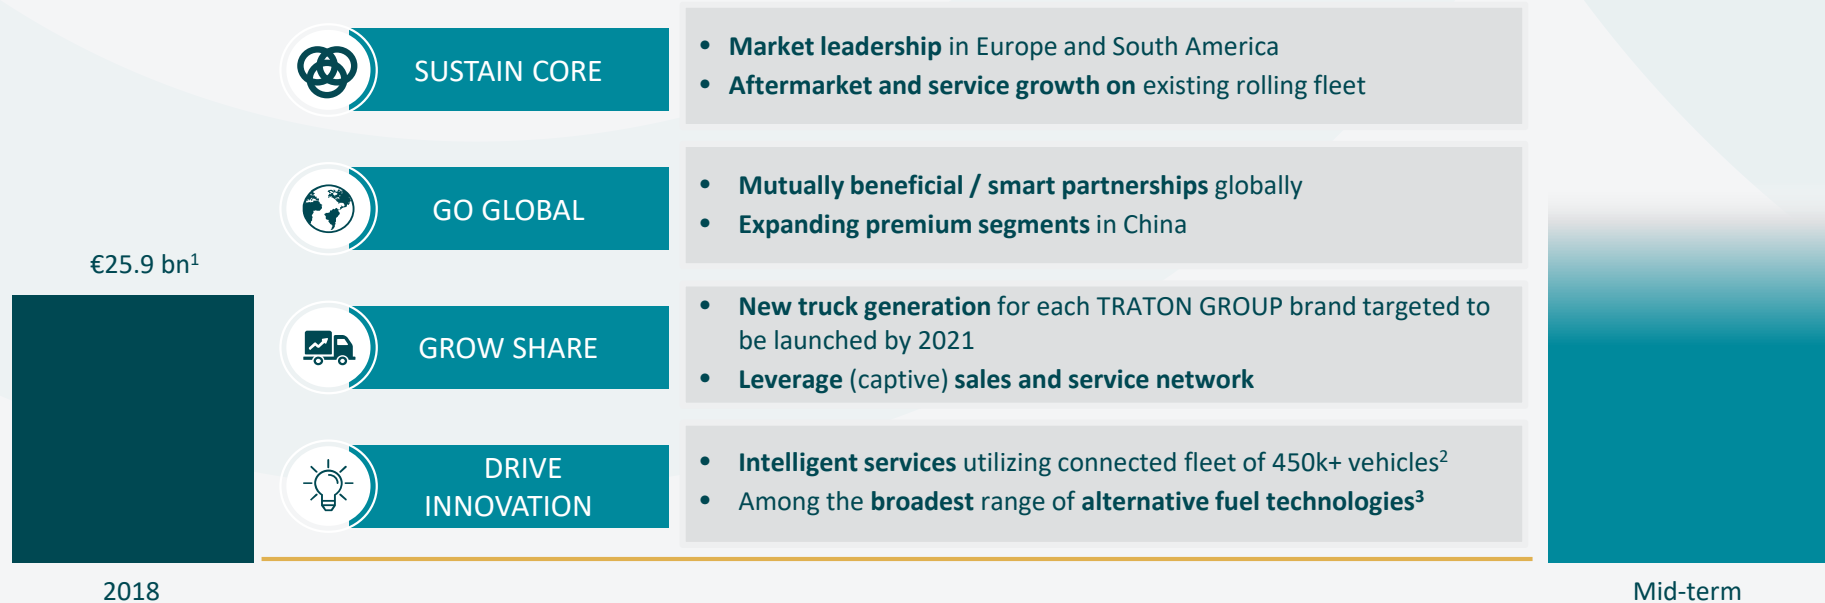 €25.9 bn¹
2018
SUSTAIN CORE
• Market leadership in Europe and South America
• Aftermarket and service growth on existing rolling fleet
GO GLOBAL
• Mutually beneficial / smart partnerships globally
• Expanding premium segments in China
GROW SHARE
• New truck generation for each TRATON GROUP brand targeted to
be launched by 2021
• Leverage (captive) sales and service network
DRIVE
INNOVATION
• Intelligent services utilizing connected fleet of 450k+ vehicles²
• Among the broadest range of alternative fuel technologies³
Mid-term